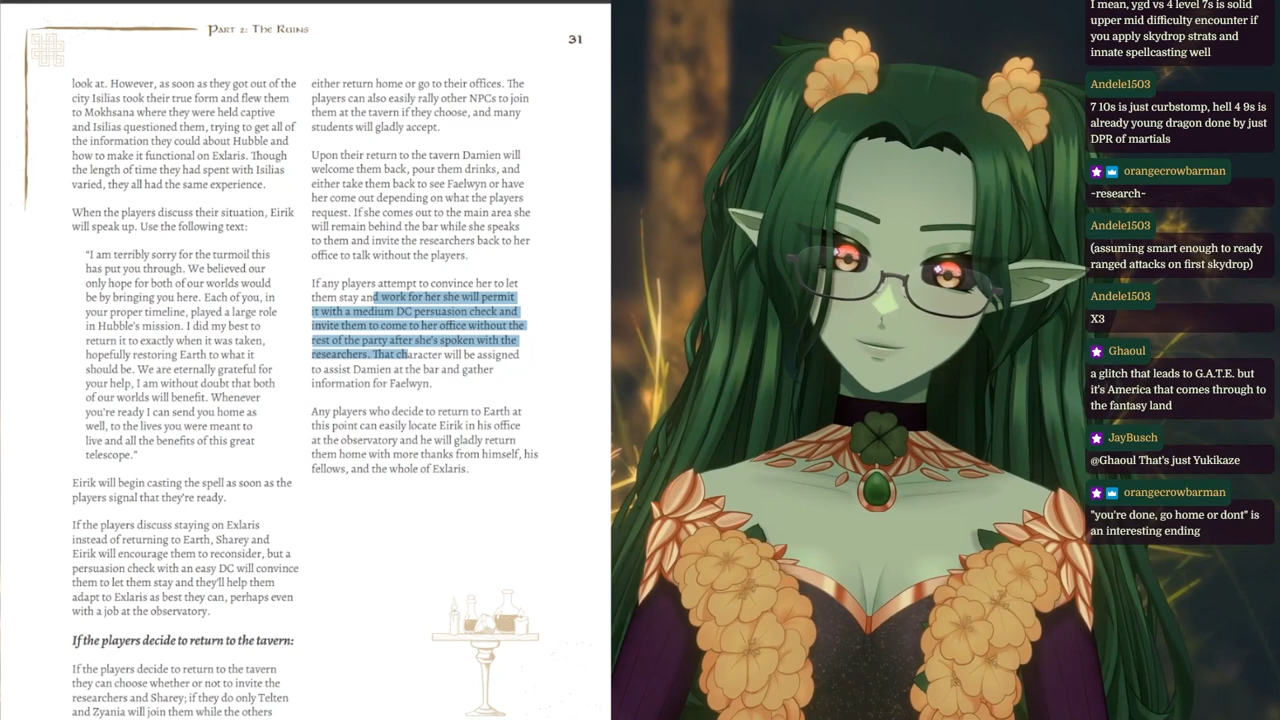 Part 2: The Ruins
31
look at. However, as soon as they got out of the
city Isilias took their true form and flew them
to Mokhsana where they were held captive
and Isilias questioned them, trying to get all of
the information they could about Hubble and
how to make it functional on Exlaris. Though
the length of time they had spent with Isilias
varied, they all had the same experience.
When the players discuss their situation, Eirik
will speak up. Use the following text:
"I am terribly sorry for the turmoil this
has put you through. We believed our
only hope for both of our worlds would
be by bringing you here. Each of you, in
your proper timeline, played a large role
in Hubble's mission. I did my best to
return it to exactly when it was taken,
hopefully restoring Earth to what it
should be. We are eternally grateful for
your help, I am without doubt that both
of our worlds will benefit. Whenever
you're ready I can send you home as
well, to the lives you were meant to
live and all the benefits of this great
telescope."
Eirik will begin casting the spell as soon as the
players signal that they're ready.
If the players discuss staying on Exlaris
instead of returning to Earth, Sharey and
Eirik will encourage them to reconsider, but a
persuasion check with an easy DC will convince
them to let them stay and they'll help them
adapt to Exlaris as best they can, perhaps even
with a job at the observatory.
If the players decide to return to the tavern:
If the players decide to return to the tavern
they can choose whether or not to invite the
researchers and Sharey; if they do only Telten
and Zyania will join them while the others
either return home or go to their offices. The
players can also easily rally other NPCs to join
them at the tavern if they choose, and many
students will gladly accept.
Upon their return to the tavern Damien will
welcome them back, pour them drinks, and
either take them back to see Faelwyn or have
her come out depending on what the players
request. If she comes out to the main area she
will remain behind the bar while she speaks
to them and invite the researchers back to her
office to talk without the players.
If any players attempt to convince her to let
them stay and work for her she will permit
it with a medium DC persuasion check and
invite them to come to her office without the
rest of the party after she's spoken with the
researchers. That character will be assigned
to assist Damien at the bar and gather
information for Faelwyn.
Any players who decide to return to Earth at
this point can easily locate Eirik in his office
at the observatory and he will gladly return
them home with more thanks from himself, his
fellows, and the whole of Exlaris.
I mean, ygd vs 4 level 7s is solid
upper mid difficulty encounter if
you apply skydrop strats and
innate spellcasting well
Andele1503
7 10s is just curbstomp, hell 4 9s is
already young dragon done by just
DPR of martials
orangecrowbarman
~research~
Andele1503
(assuming smart enough to ready
ranged attacks on first skydrop)
Andele1503
X3
Ghaoul
a glitch that leads to G.A.T.E. but
it's America that comes through to
the fantasy land
JayBusch
@Ghaoul That's just Yukikaze
orangecrowbarman
"you're done, go home or dont" is
an interesting ending